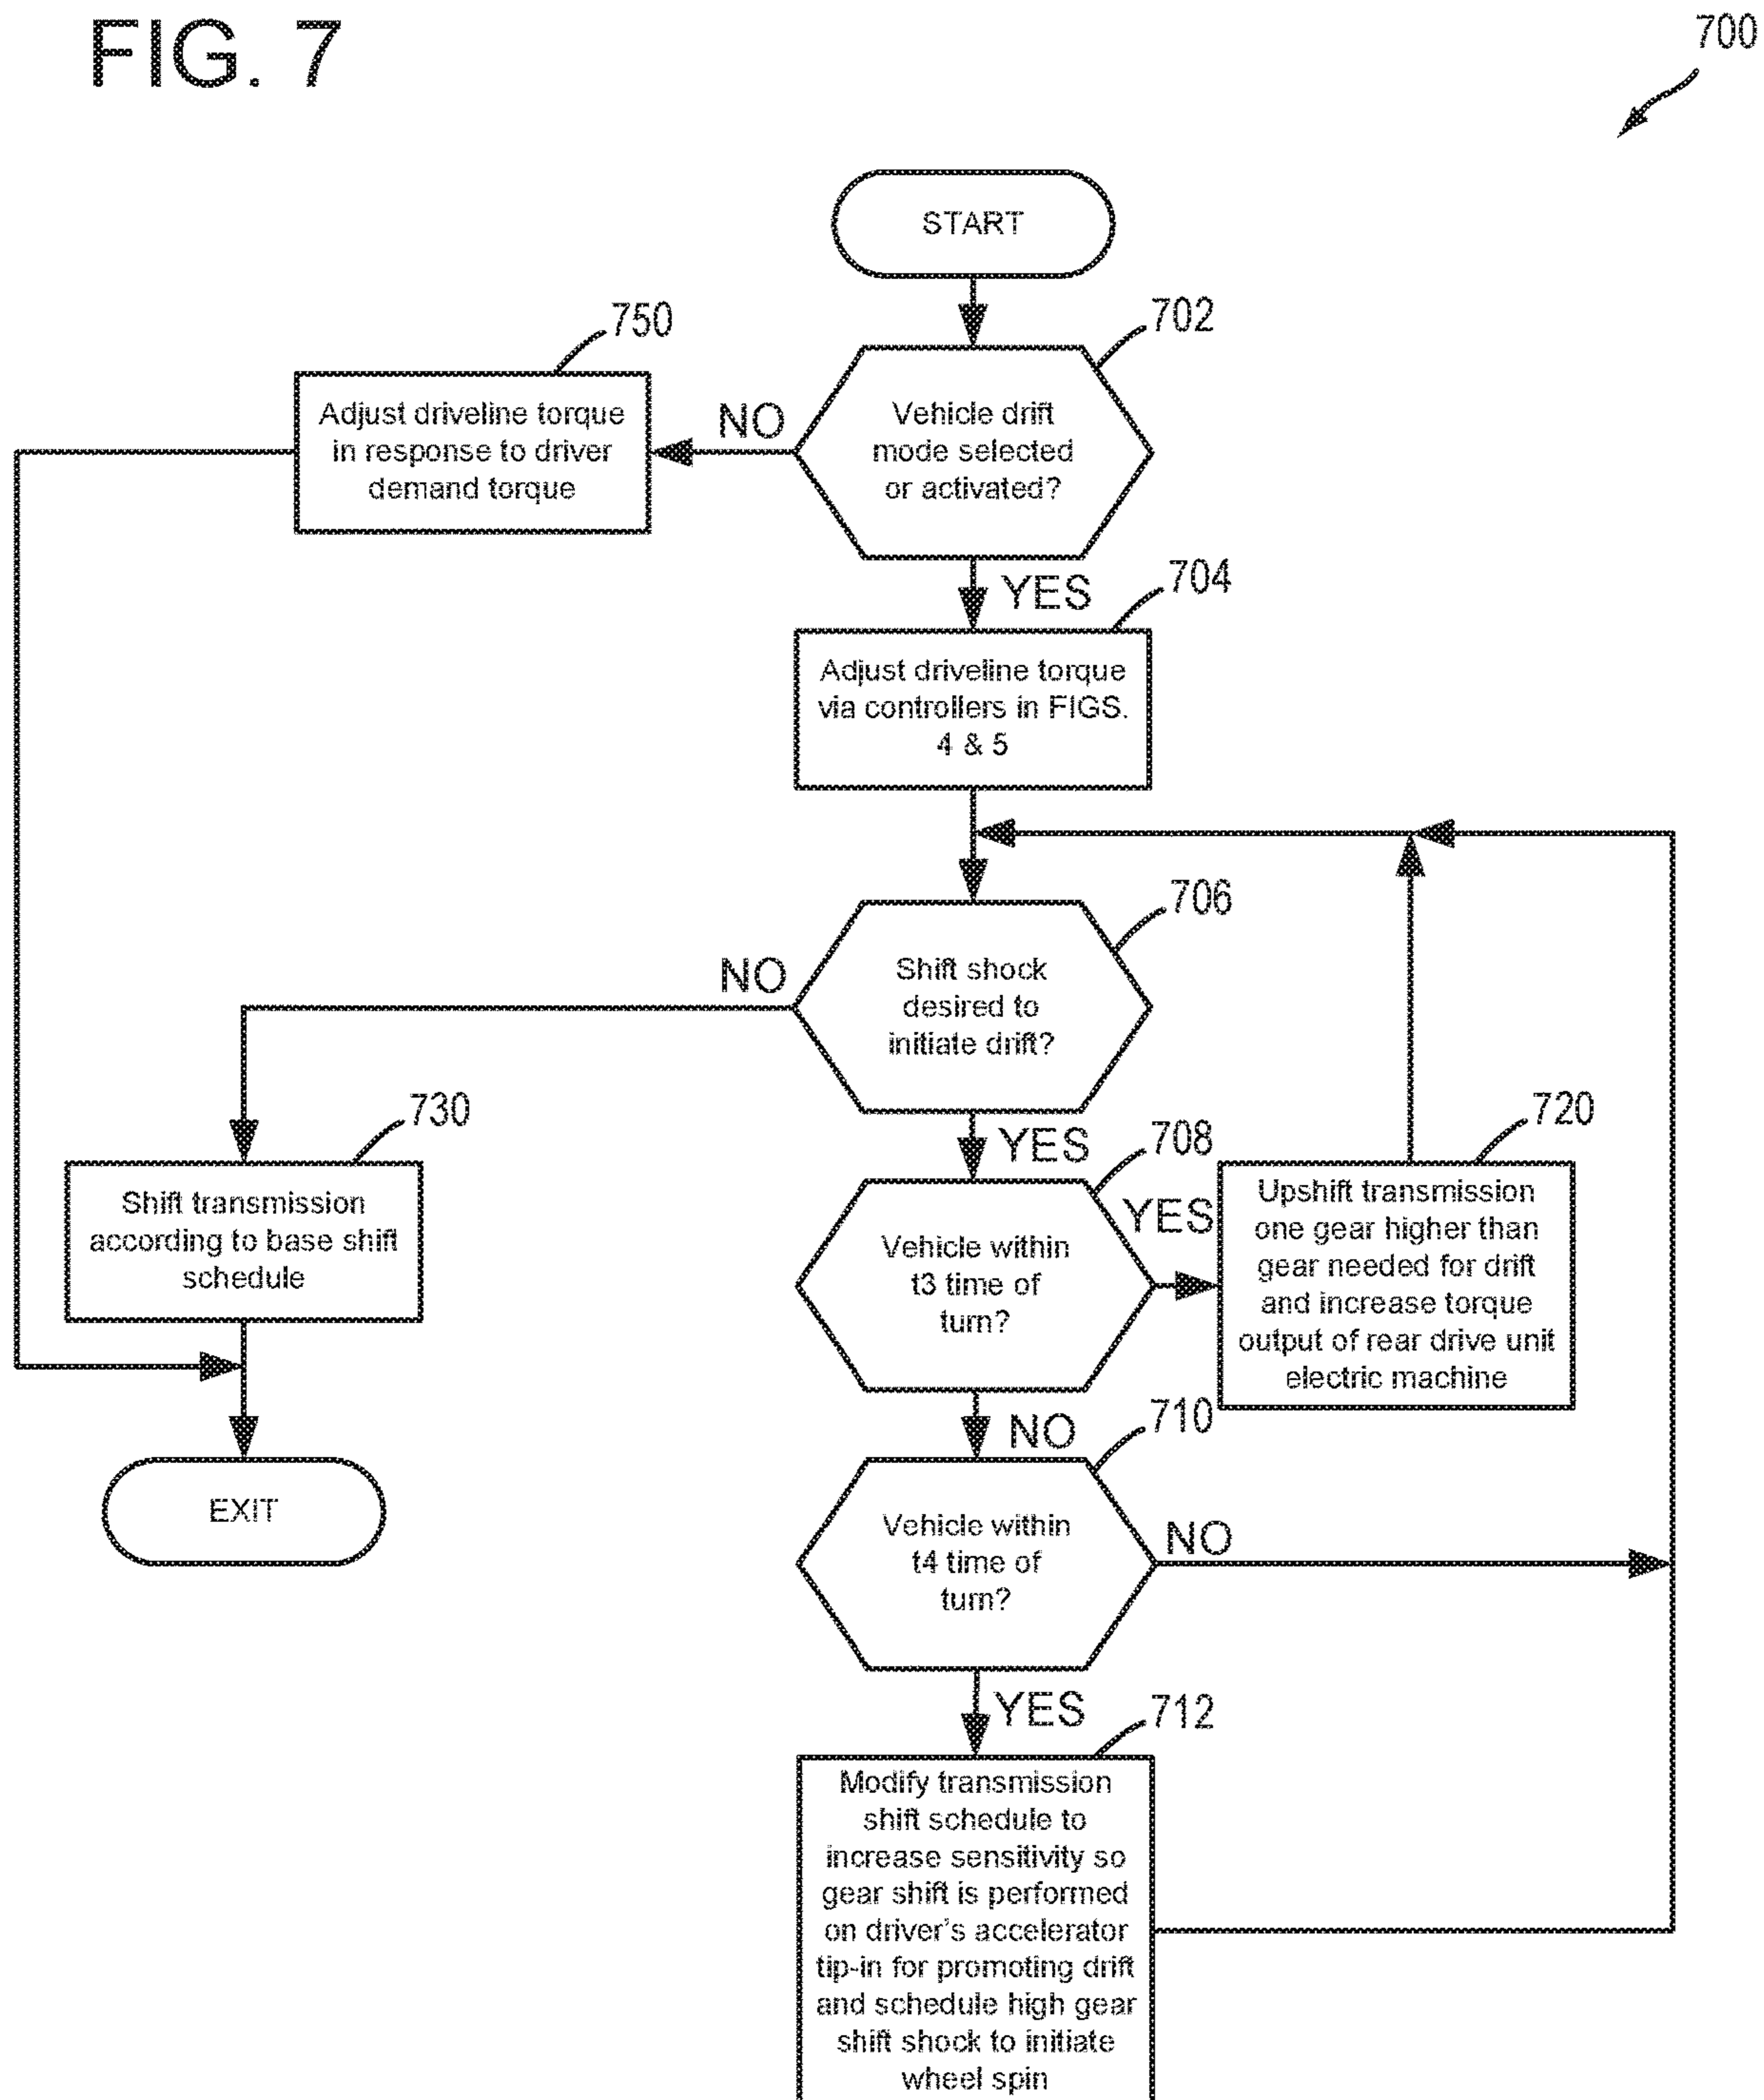 FIG. 7
700
START
702
Vehicle drift
mode selected
or activated?
NO
750
Adjust driveline torque
in response to driver
demand torque
YES
704
Adjust driveline torque
via controllers in FIGS.
4 & 5
706
Shift shock
desired to
initiate drift?
NO
730
Shift transmission
according to base shift
schedule
EXIT
YES
708
Vehicle within
t3 time of
turn?
YES
720
Upshift transmission
one gear higher than
gear needed for drift
and increase torque
output of rear drive unit
electric machine
NO
710
Vehicle within
t4 time of
turn?
NO
YES
712
Modify transmission
shift schedule to
increase sensitivity so
gear shift is performed
on driver's accelerator
tip-in for promoting drift
and schedule high gear
shift shock to initiate
wheel spin